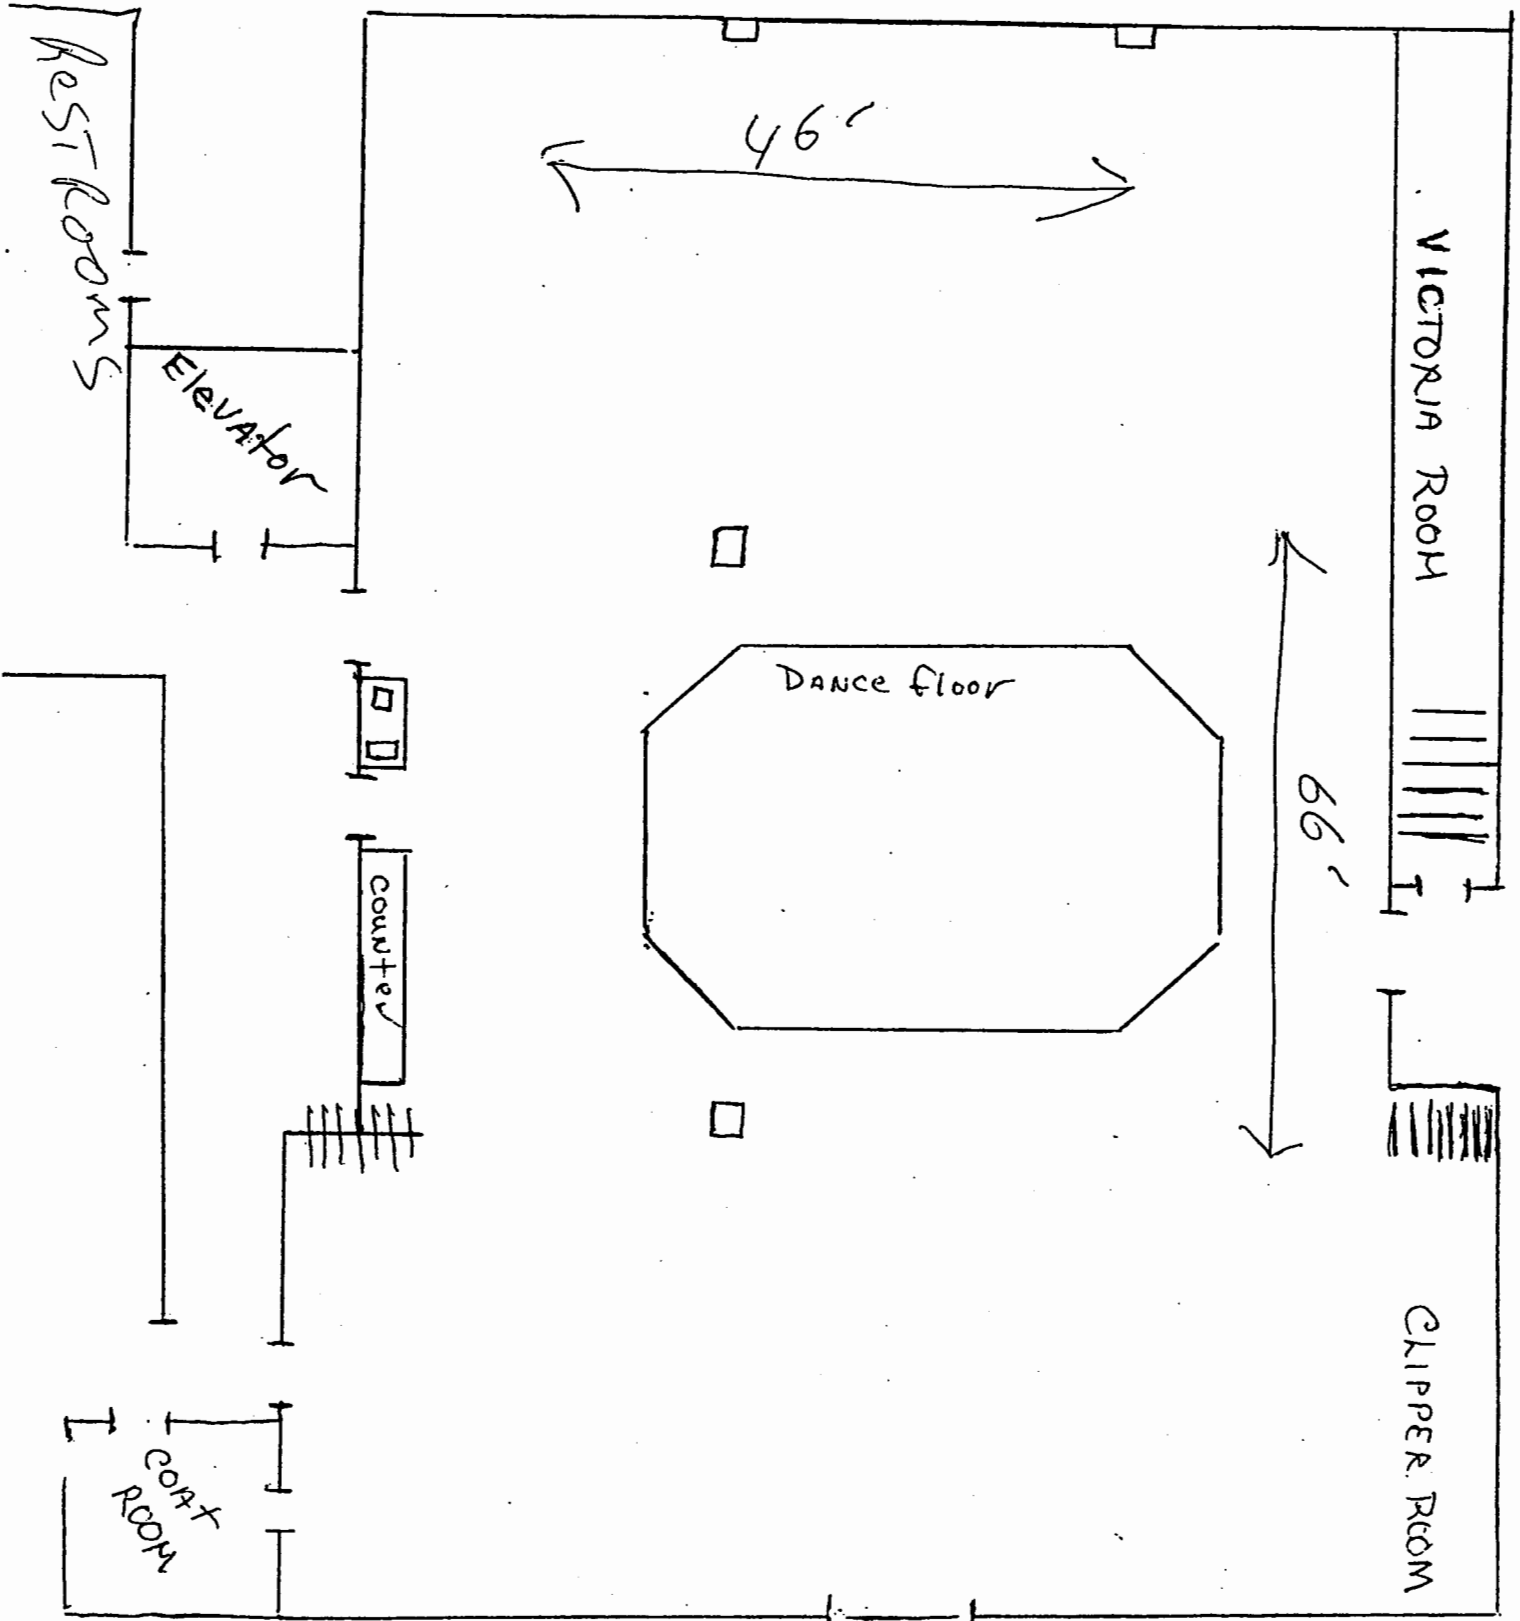 RESTROOMS
46'
VICTORIA ROOM
Elevator
DANCE floor
66'
counter
CLIPPER ROOM
COAT
ROOM